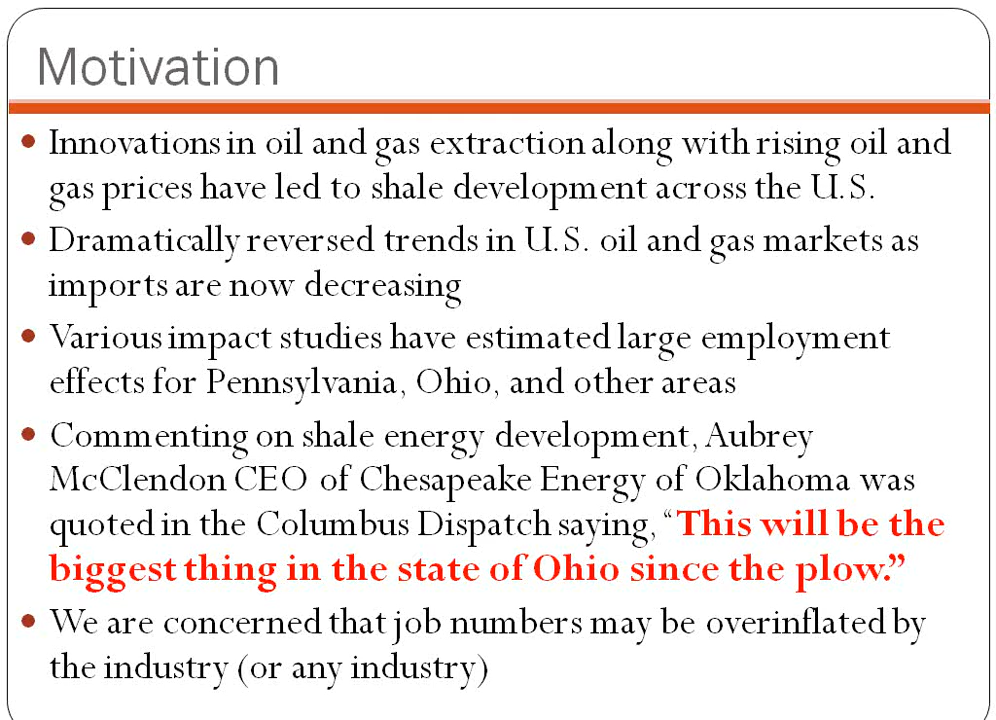 Motivation
• Innovations in oil and gas extraction along with rising oil and
gas prices have led to shale development across the U.S.
• Dramatically reversed trends in U.S. oil and gas markets as
imports are now decreasing
• Various impact studies have estimated large employment
effects for Pennsylvania, Ohio, and other areas
• Commenting on shale energy development, Aubrey
McClendon CEO of Chesapeake Energy of Oklahoma was
quoted in the Columbus Dispatch saying, “This will be the
biggest thing in the state of Ohio since the plow.”
• We are concerned that job numbers may be overinflated by
the industry (or any industry)